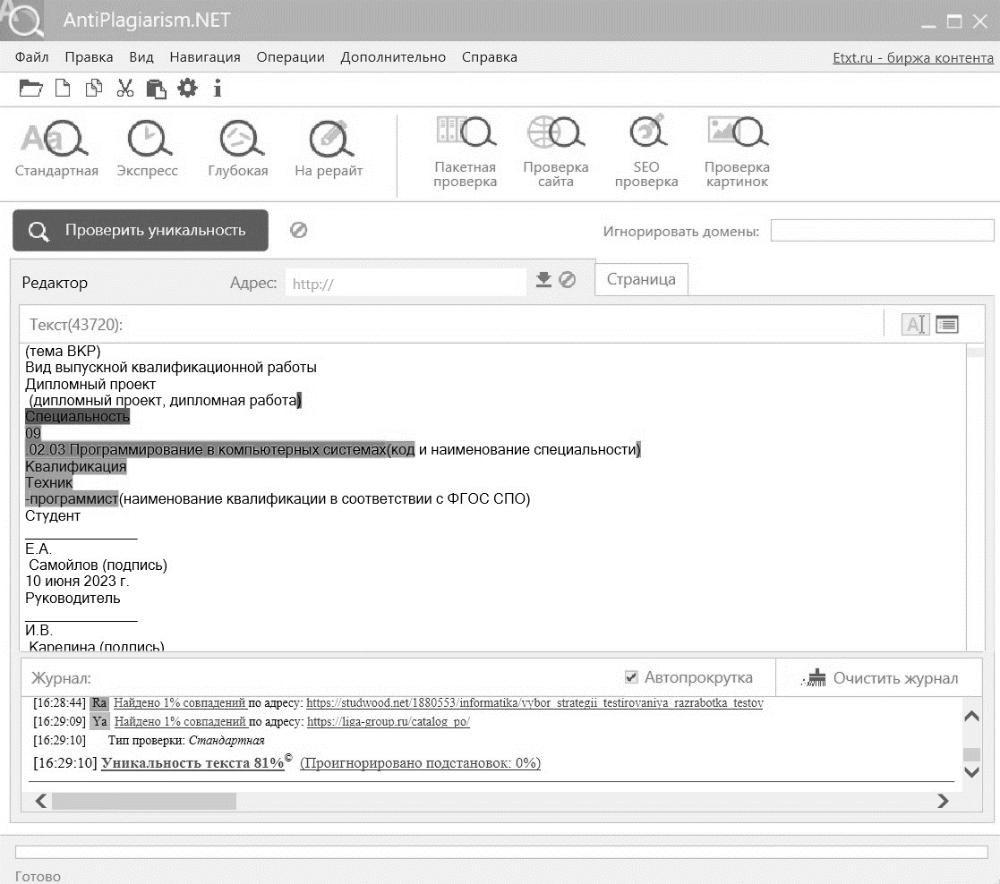 AntiPlagiarism.NET
Файл Правка Вид Навигация Операции Дополнительно Справка Etxt.ru - биржа контента
Стандартная Экспресс Глубокая На рерайт Пакетная проверка Проверка сайта SEO проверка Проверка картинок
Проверить уникальность Игнорировать домены:
Редактор Адрес: http:// Страница
Текст(43720):
(тема ВКР)
Вид выпускной квалификационной работы
Дипломный проект
(дипломный проект, дипломная работа)
Специальность
09
.02.03 Программирование в компьютерных системах(код и наименование специальности)
Квалификация
Техник
-программист(наименование квалификации в соответствии с ФГОС СПО)
Студент
______________
Е.А.
Самойлов (подпись)
10 июня 2023 г.
Руководитель
______________
И.В.
Карелина (подпись)
Журнал: Автопрокрутка Очистить журнал
[16:28:44] Ra Найдено 1% совпадений по адресу: https://studwood.net/1880553/informatika/vybor_strategii_testirovaniya_razrabotka_testov
[16:29:09] Ya Найдено 1% совпадений по адресу: https://liga-group.ru/catalog_po/
[16:29:10] Тип проверки: Стандартная
[16:29:10] Уникальность текста 81%© (Проигнорировано подстановок: 0%)
Готово